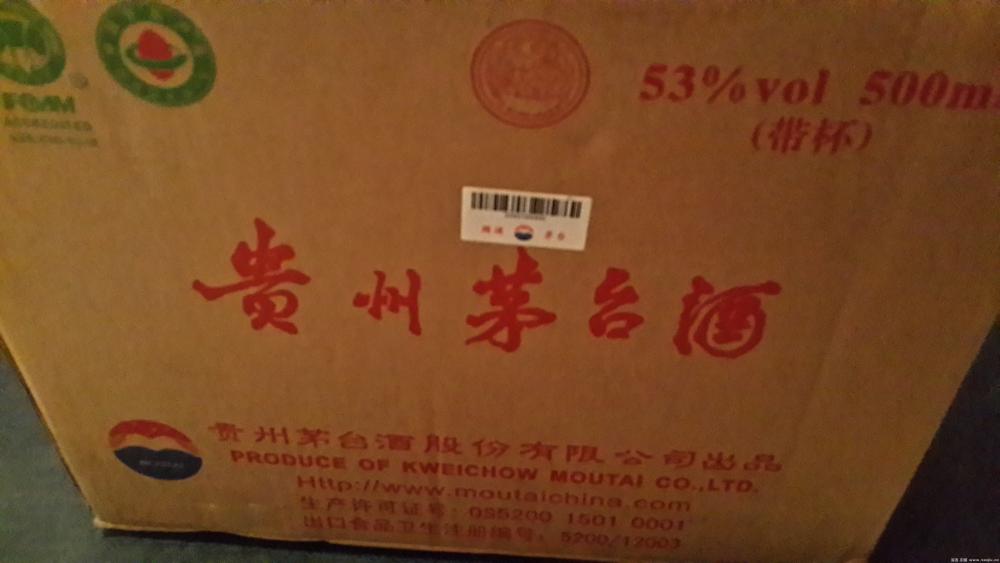 53%vol 500ml
(带杯)
贵州茅台酒
贵州茅台酒股份有限公司出品
PRODUCE OF KWEICHOW MOUTAI CO.,LTD.
Http://www.moutaichina.com
生产许可证号: QS5200 1501 0001
出口食品卫生注册编号: 5200/12003